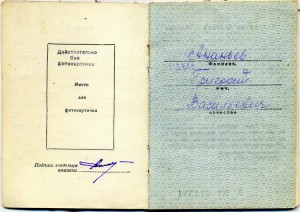 Действительно
без
фотокарточки
Место
для
фотокарточки
Подпись владельца
книжки
Ананьев
Фамилия
Григорий
имя
Васильевич
отчество